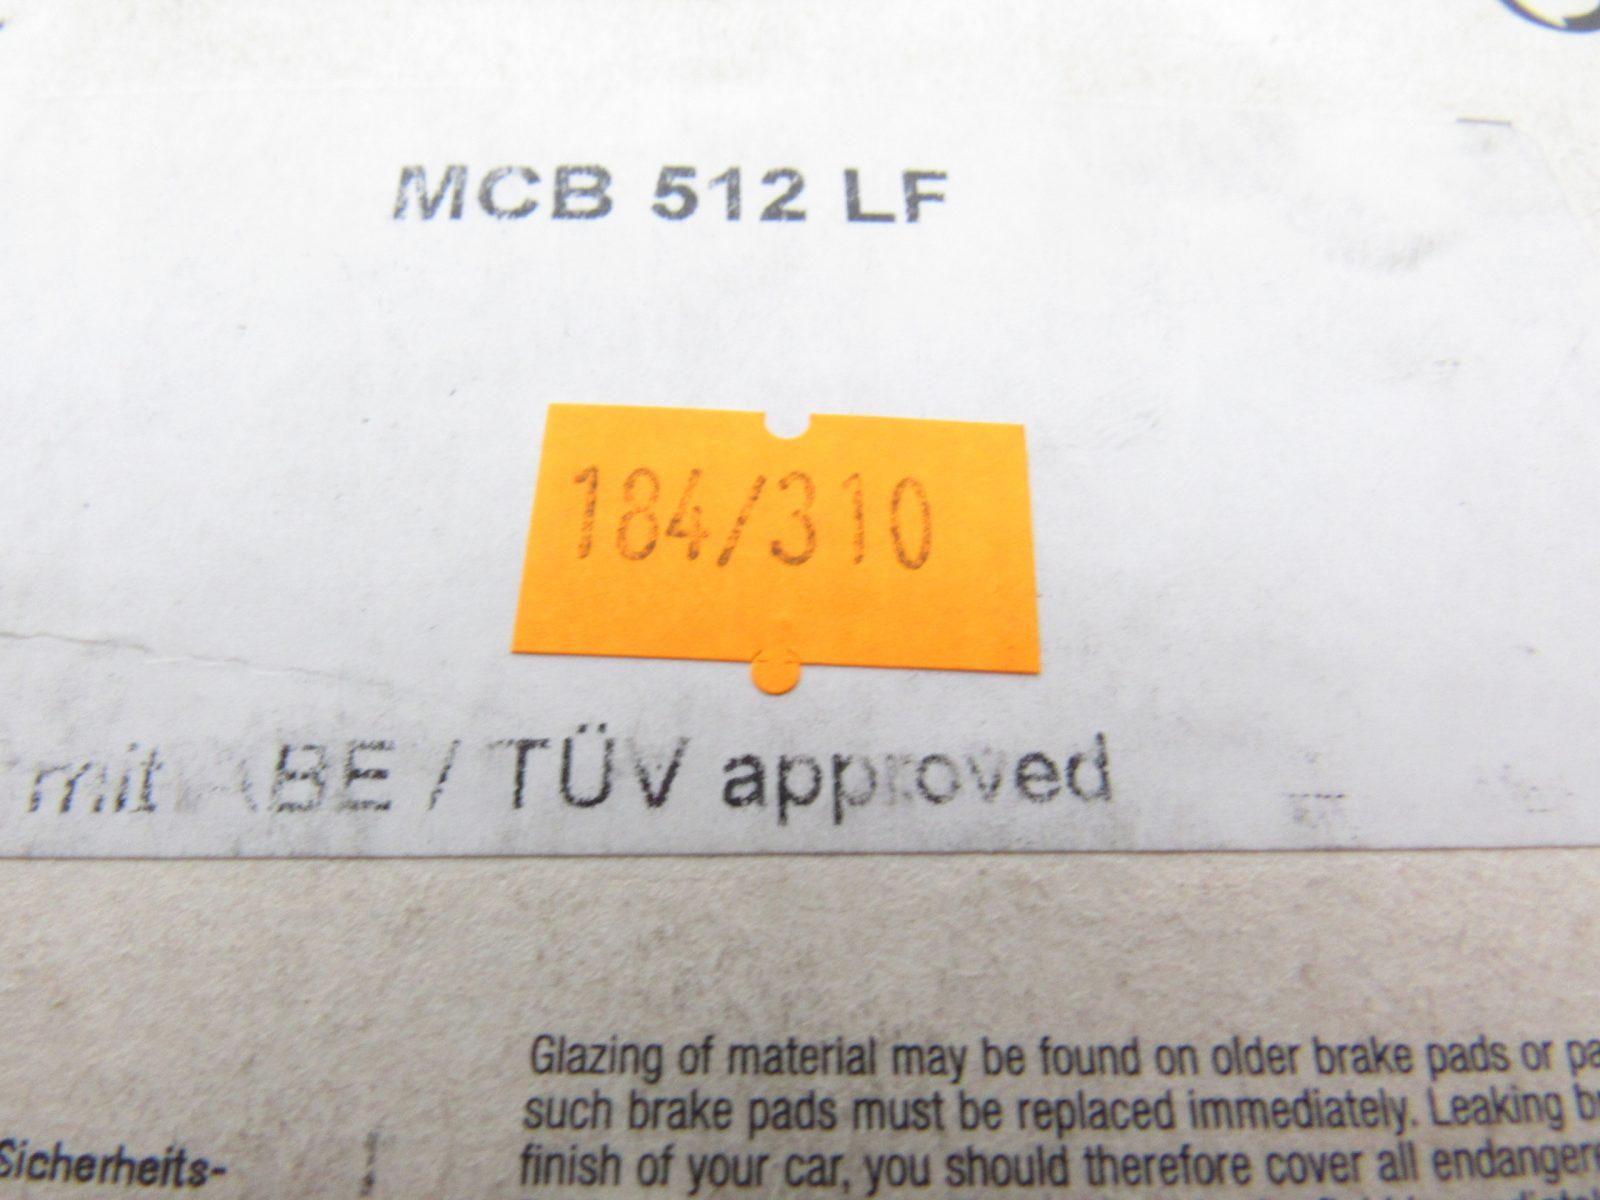 MCB 512 LF
184/310
mit ABE / TÜV approved
Glazing of material may be found on older brake pads or
such brake pads must be replaced immediately. Leaking
Sicherheits-
finish of your car, you should therefore cover all